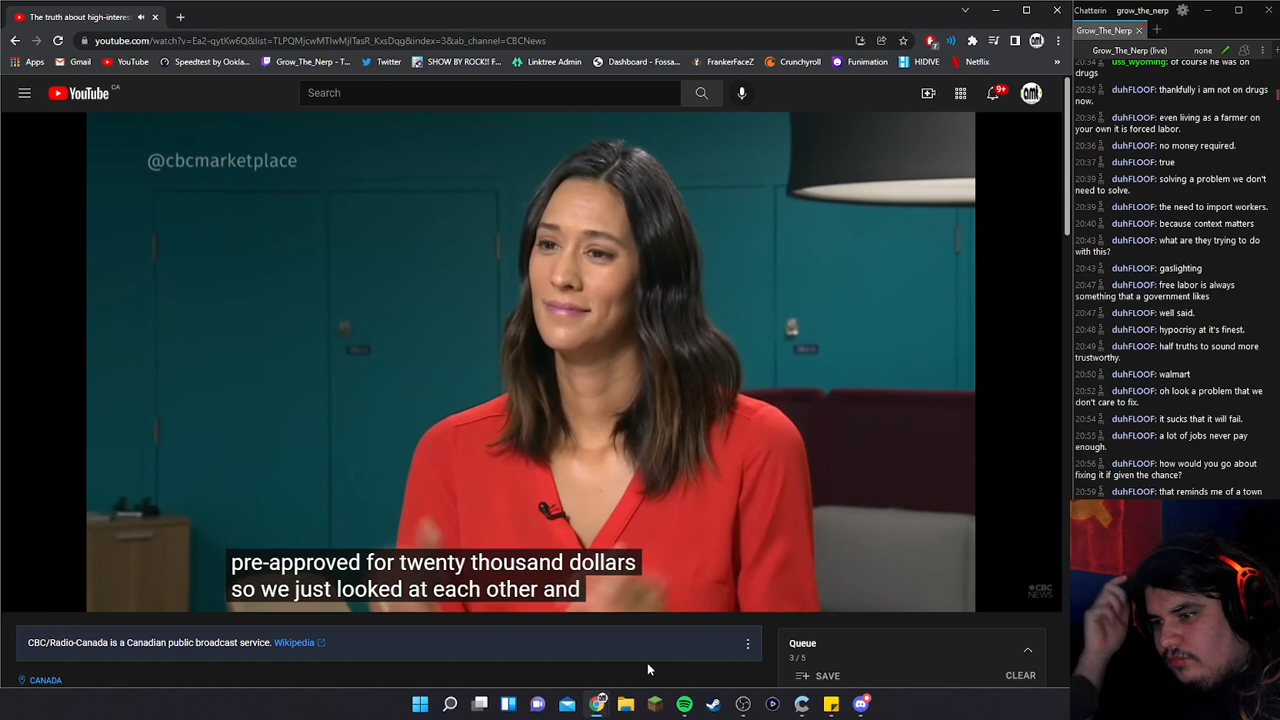 The truth about high-interes
Chatterin
grow_the_nerp
youtube.com/watch?v=Ea2-qytKw6Q&list=TLPQMjcwMTIwMjITasR_KxsDqg&index=3&ab_channel=CBCNews
Grow_The_Nerp
Apps
Gmail
YouTube
Speedtest by Ookla...
Grow_The_Nerp - T...
Twitter
SHOW BY ROCK!! F...
Linktree Admin
Dashboard - Fossa...
FrankerFaceZ
Crunchyroll
Funimation
HIDIVE
Netflix
Grow_The_Nerp (live)
none
YouTube CA
Search
9+
@cbcmarketplace
20:34 uss_wyoming: of course he was on
drugs
20:35 duhFLOOF: thankfully i am not on drugs
now.
20:36 duhFLOOF: even living as a farmer on
your own it is forced labor.
20:36 duhFLOOF: no money required.
20:37 duhFLOOF: true
20:39 duhFLOOF: solving a problem we don't
need to solve.
20:39 duhFLOOF: the need to import workers.
20:40 duhFLOOF: because context matters
20:43 duhFLOOF: what are they trying to do
with this?
20:43 duhFLOOF: gaslighting
20:47 duhFLOOF: free labor is always
something that a government likes
20:47 duhFLOOF: well said.
20:48 duhFLOOF: hypocrisy at it's finest.
20:49 duhFLOOF: half truths to sound more
trustworthy.
20:50 duhFLOOF: walmart
20:52 duhFLOOF: oh look a problem that we
don't care to fix.
20:54 duhFLOOF: it sucks that it will fail.
20:55 duhFLOOF: a lot of jobs never pay
enough.
20:56 duhFLOOF: how would you go about
fixing it if given the chance?
20:59 duhFLOOF: that reminds me of a town
pre-approved for twenty thousand dollars
so we just looked at each other and
CBC
NEWS
CBC/Radio-Canada is a Canadian public broadcast service. Wikipedia
Queue
3 / 5
SAVE
CLEAR
CANADA